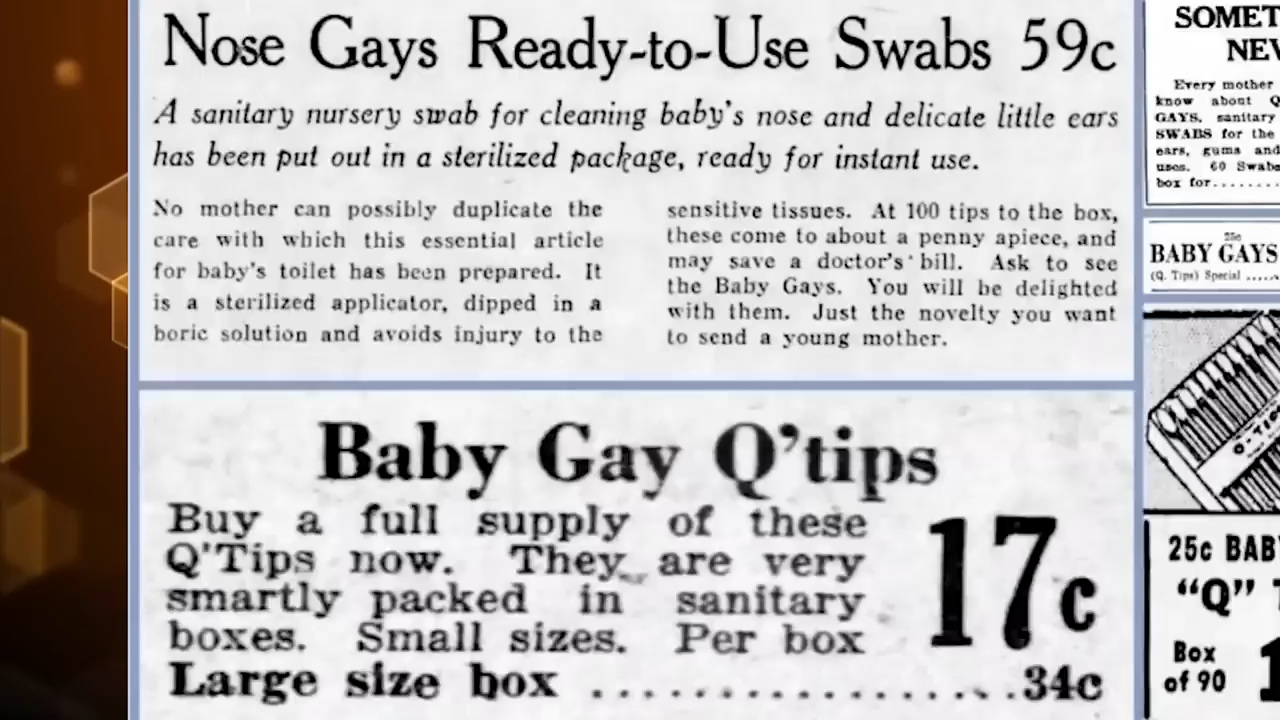 Nose Gays Ready-to-Use Swabs 59c
A sanitary nursery swab for cleaning baby's nose and delicate little ears
has been put out in a sterilized package, ready for instant use.
No mother can possibly duplicate the
care with which this essential article
for baby's toilet has been prepared. It
is a sterilized applicator, dipped in a
boric solution and avoids injury to the
sensitive tissues. At 100 tips to the box,
these come to about a penny apiece, and
may save a doctor's bill. Ask to see
the Baby Gays. You will be delighted
with them. Just the novelty you want
to send a young mother.
Baby Gay Q'tips
Buy a full supply of these
Q'Tips now. They are very
smartly packed in sanitary
boxes. Small sizes. Per box
17c
Large size box ..................34c
SOMET
NEW
Every mother
know about Q
GAYS, sanitary
SWABS for the
ears, gums and
uses. 60 Swabs
box for........
25c
BABY GAYS
(Q. Tips) Special .....
Q-TIPS
25c BABY
"Q" T
Box
of 90
1